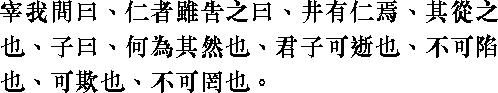 宰我問曰、仁者雖吿之曰、井有仁焉、其從之
也、子曰、何為其然也、君子可逝也、不可陷
也、可欺也、不可罔也。